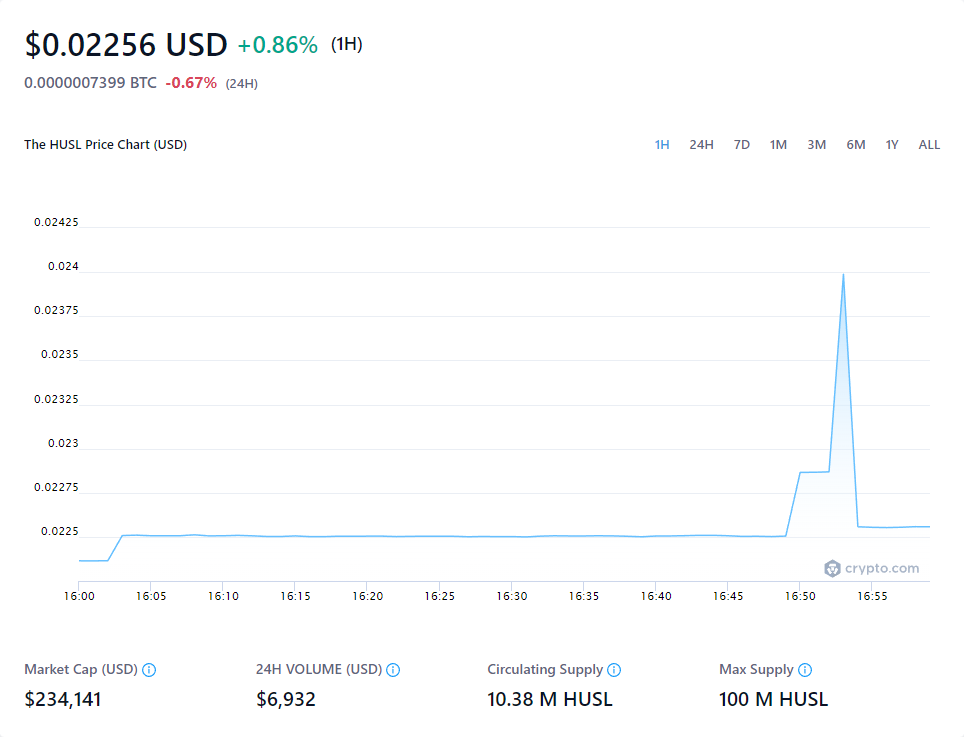 $0.02256 USD +0.86% (1H)
0.0000007399 BTC -0.67% (24H)
The HUSL Price Chart (USD) 1H 24H 7D 1M 3M 6M 1Y ALL
0.02425
0.024
0.02375
0.0235
0.02325
0.023
0.02275
0.0225
crypto.com
16:00 16:05 16:10 16:15 16:20 16:25 16:30 16:35 16:40 16:45 16:50 16:55
Market Cap (USD) 24H VOLUME (USD) Circulating Supply Max Supply
$234,141 $6,932 10.38 M HUSL 100 M HUSL